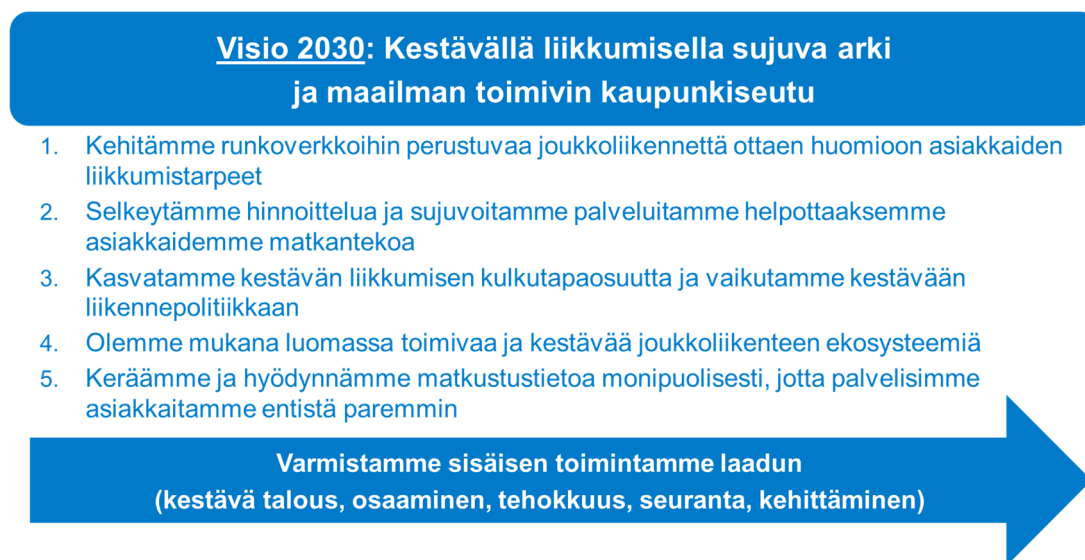 Visio 2030: Kestävällä liikkumisella sujuva arki
ja maailman toimivin kaupunkiseutu
1. Kehitämme runkoverkkoihin perustuvaa joukkoliikennettä ottaen huomioon asiakkaiden
liikkumistarpeet
2. Selkeytämme hinnoittelua ja sujuvoitamme palveluitamme helpottaaksemme
asiakkaidemme matkantekoa
3. Kasvatamme kestävän liikkumisen kulkutapaosuutta ja vaikutamme kestävään
liikennepolitiikkaan
4. Olemme mukana luomassa toimivaa ja kestävää joukkoliikenteen ekosysteemiä
5. Keräämme ja hyödynnämme matkustustietoa monipuolisesti, jotta palvelisimme
asiakkaitamme entistä paremmin
Varmistamme sisäisen toimintamme laadun
(kestävä talous, osaaminen, tehokkuus, seuranta, kehittäminen)